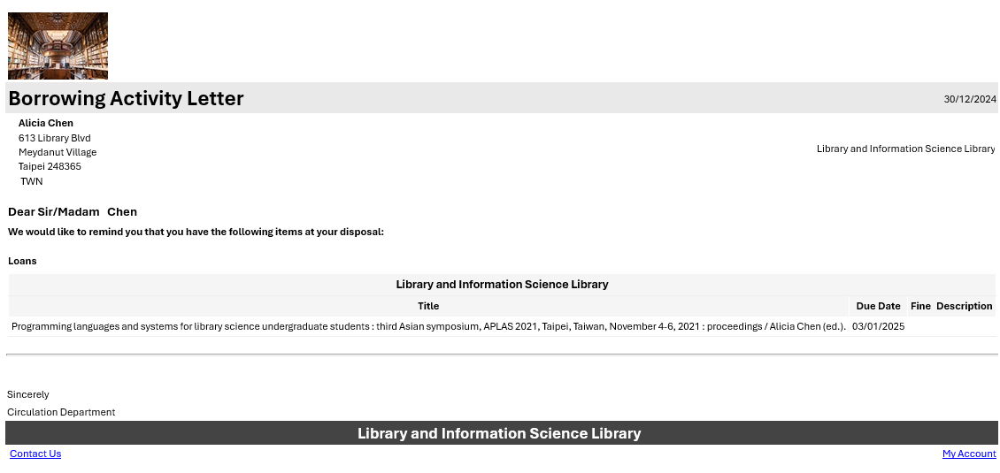 Borrowing Activity Letter 30/12/2024
Alicia Chen
613 Library Blvd
Meydanut Village
Library and Information Science Library
Taipei 248365
TWN
Dear Sir/Madam Chen
We would like to remind you that you have the following items at your disposal:
Loans
Library and Information Science Library
Title Due Date Fine Description
Programming languages and systems for library science undergraduate students : third Asian symposium, APLAS 2021, Taipei, Taiwan, November 4-6, 2021 : proceedings / Alicia Chen (ed.). 03/01/2025
Sincerely
Circulation Department
Library and Information Science Library
Contact Us My Account